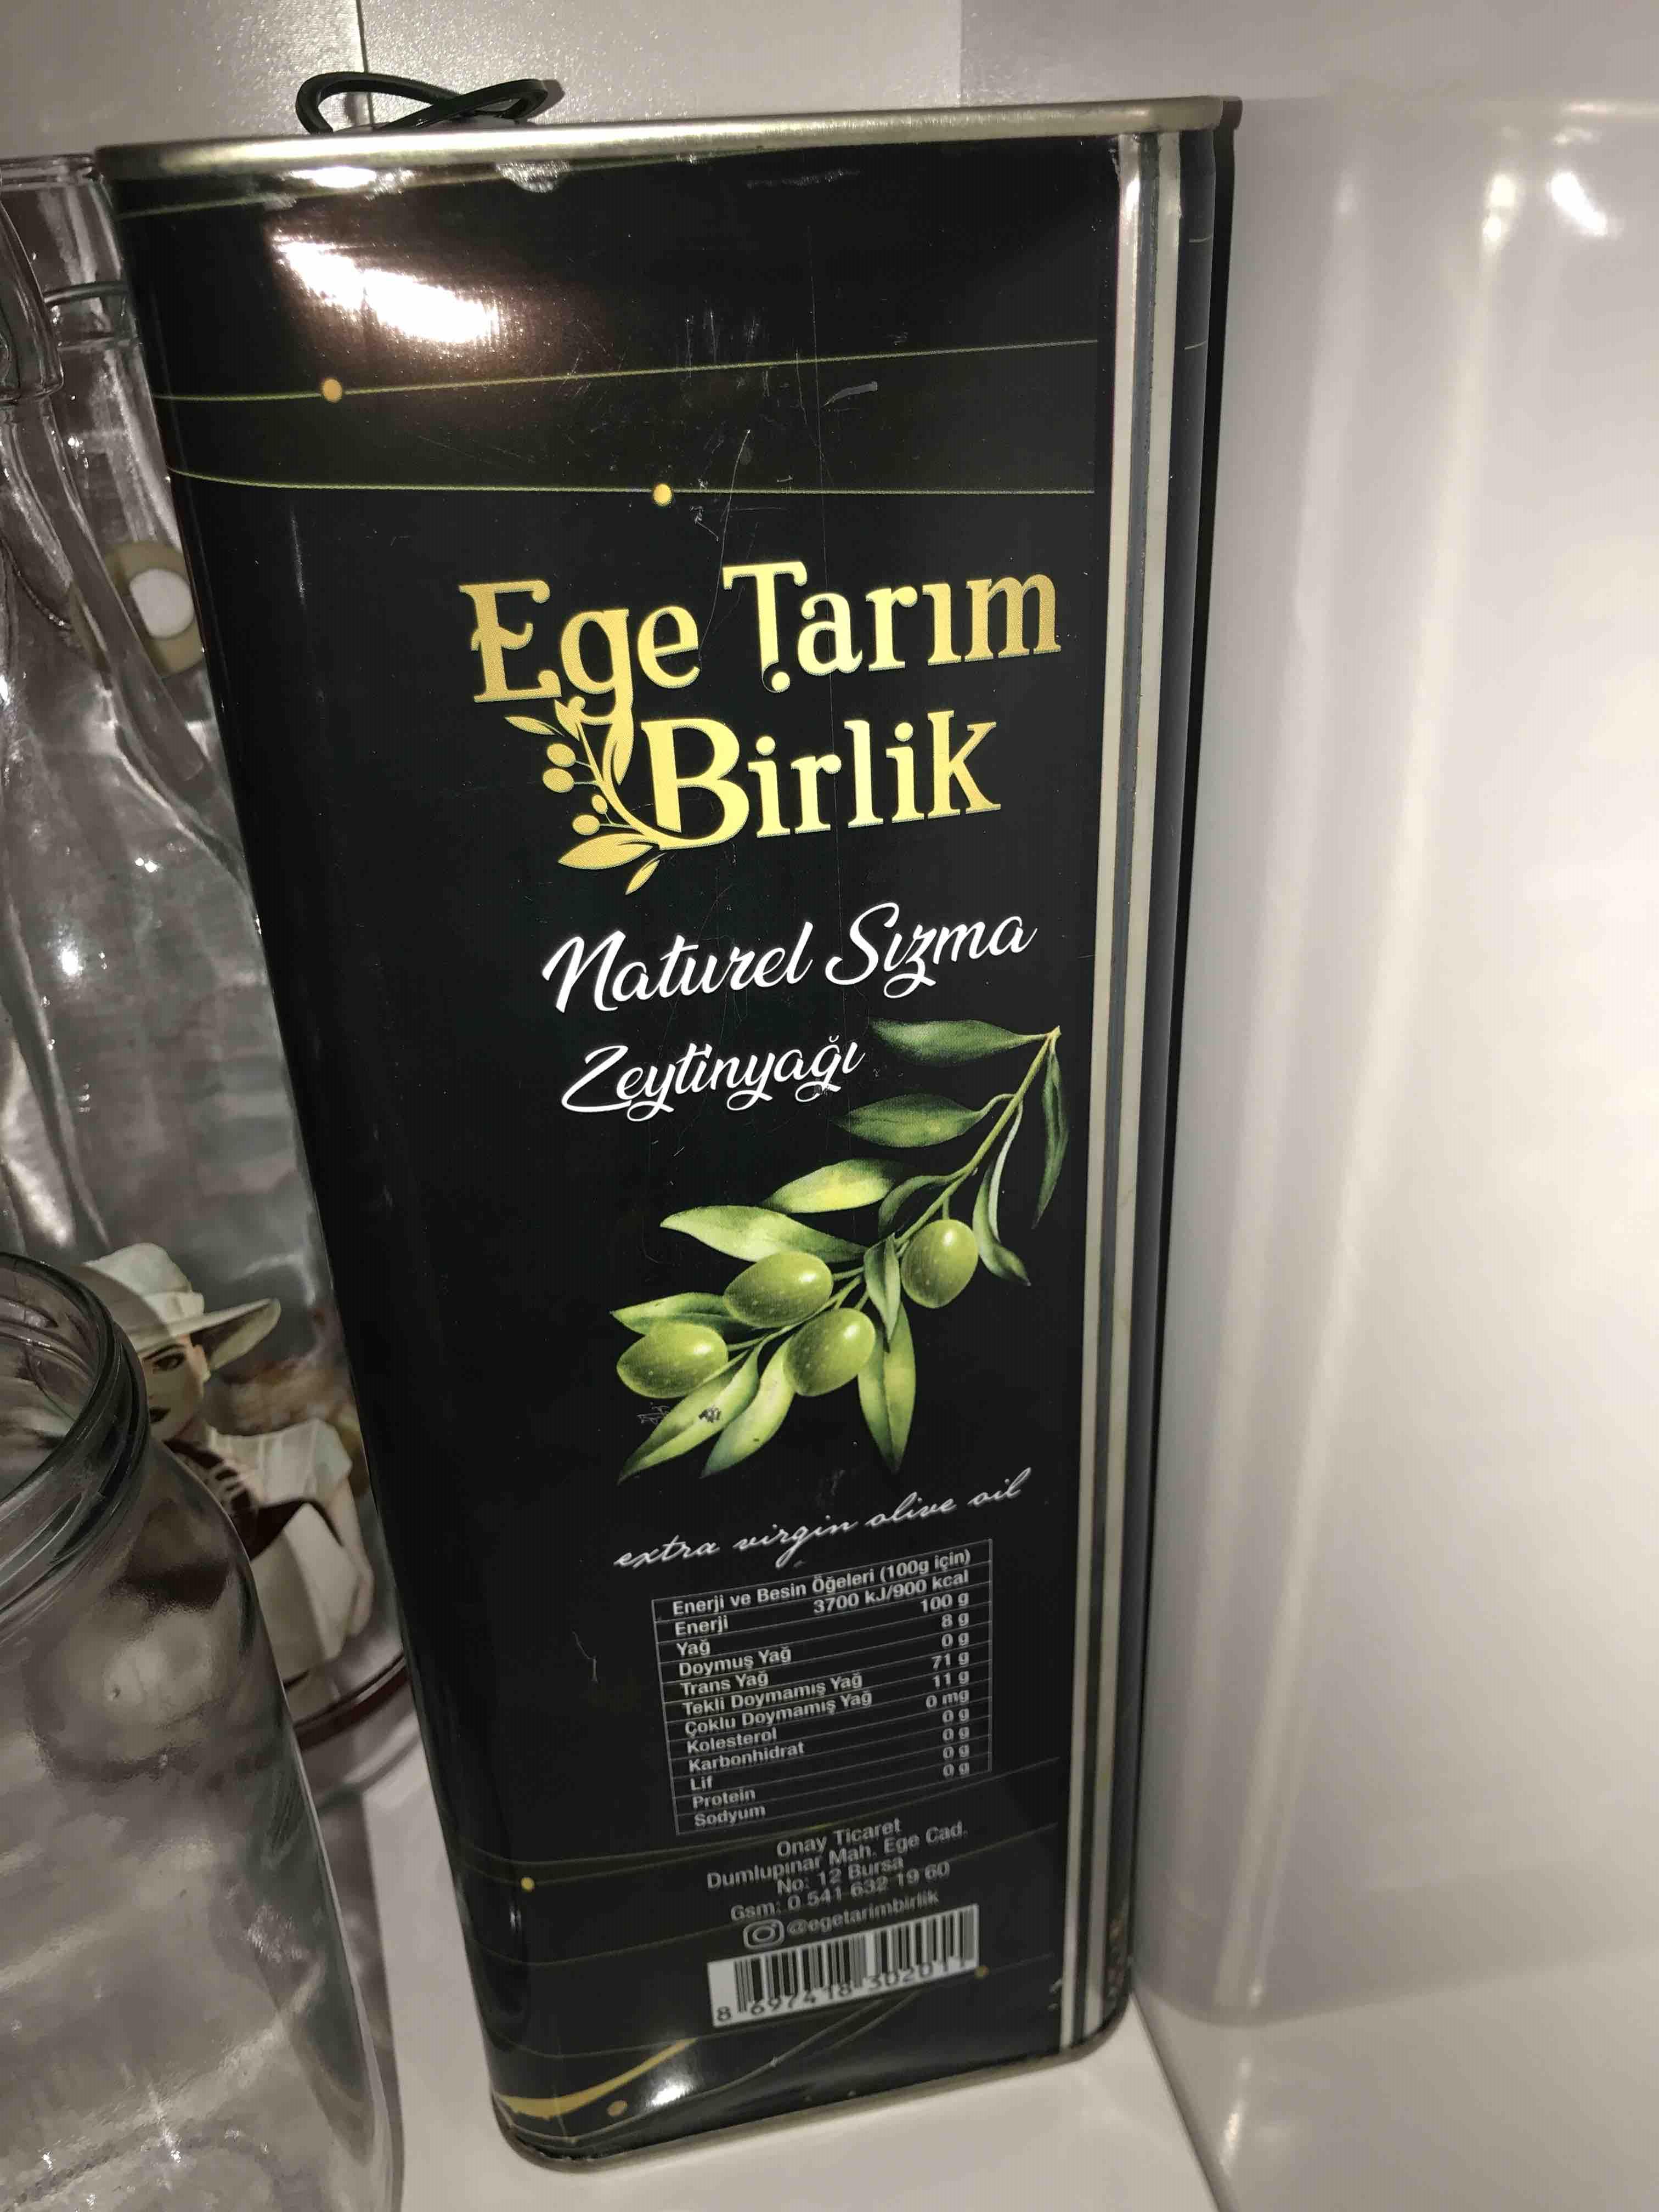 Ege Tarım
Birlik
Naturel Sızma
Zeytinyağı
extra virgin olive oil
Enerji ve Besin Öğeleri (100g için)
Enerji 3700 kJ/900 kcal
Yağ 100 g
Doymuş Yağ 8 g
Trans Yağ 0 g
Tekli Doymamış Yağ 71 g
Çoklu Doymamış Yağ 11 g
Kolesterol 0 mg
Karbonhidrat 0 g
Lif 0 g
Protein 0 g
Sodyum 0 g
Onay Ticaret
Dumlupınar Mah. Ege Cad.
No: 12 Bursa
Gsm: 0 541 632 19 60
@egetarimbirlik
8 697418 302011